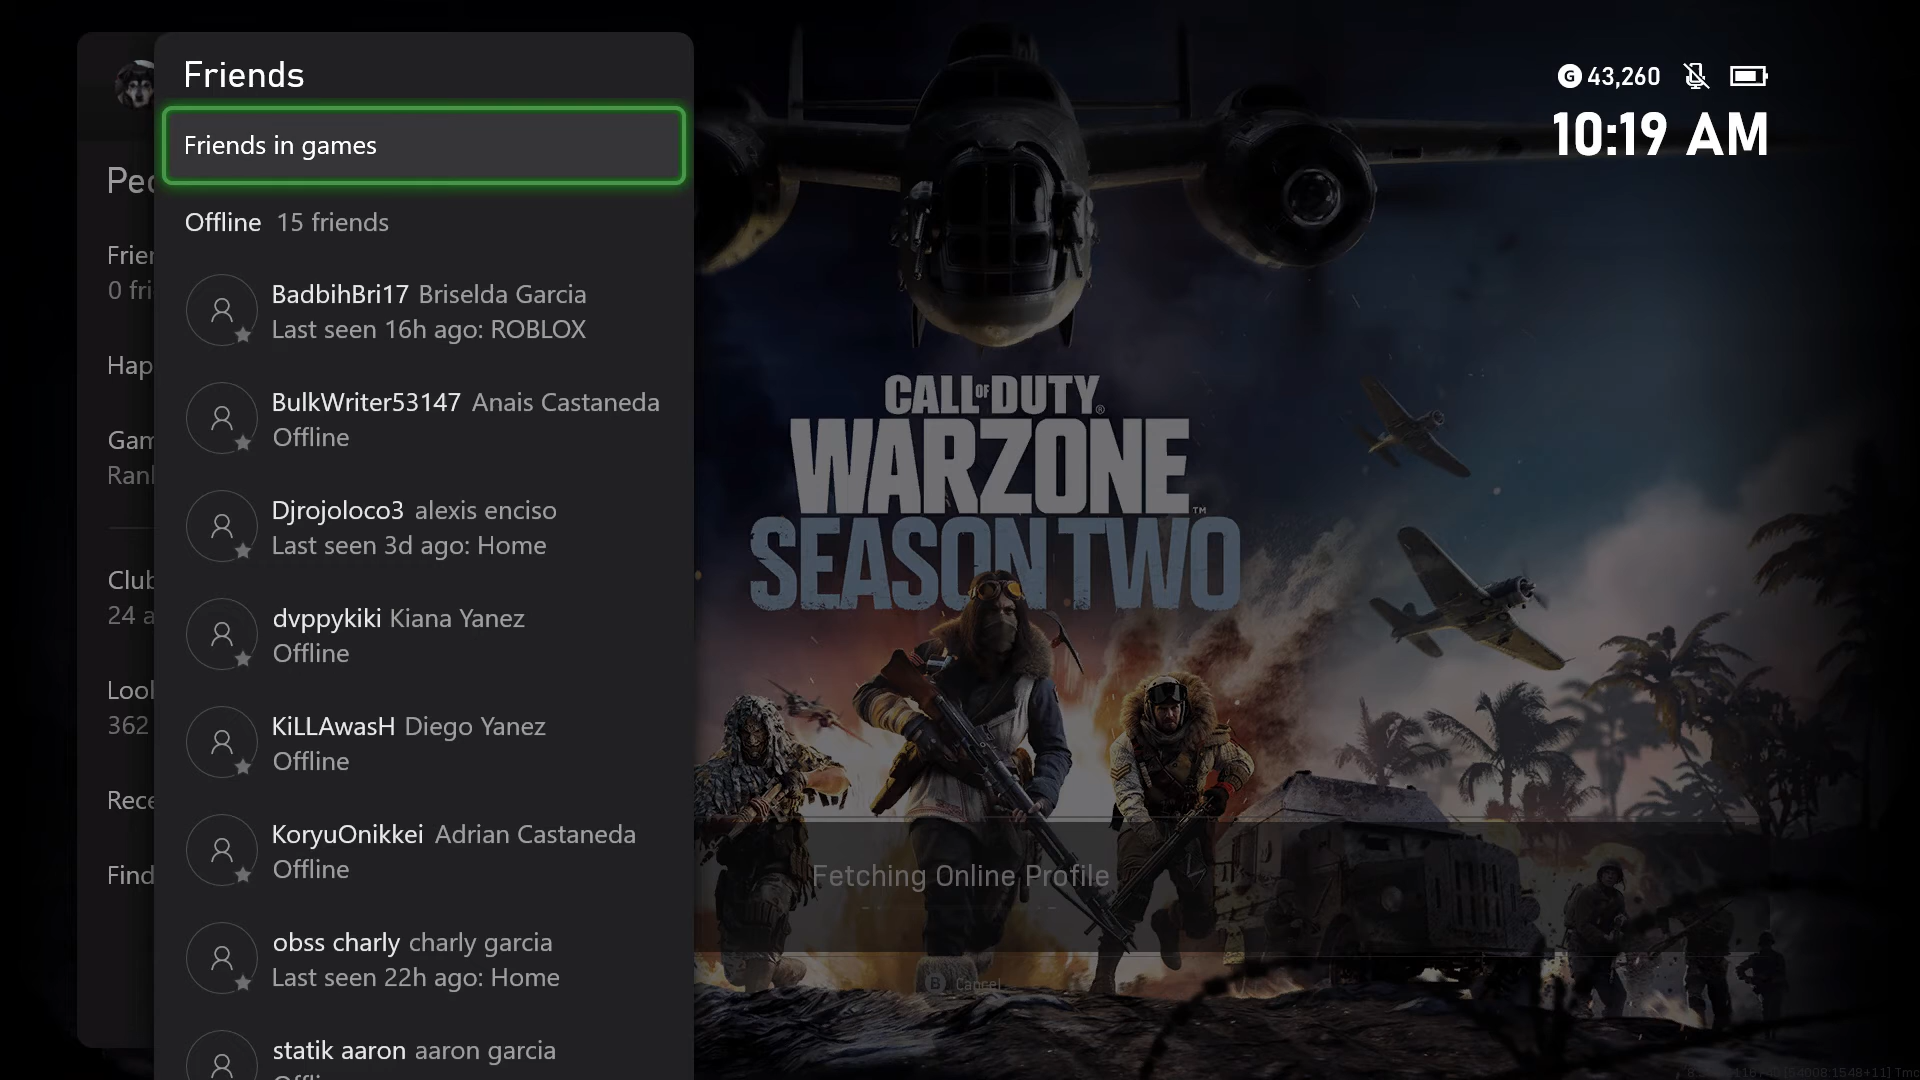 Friends
Friends in games
Offline 15 friends
BadbihBri17 Briselda Garcia
Last seen 16h ago: ROBLOX
BulkWriter53147 Anais Castaneda
Offline
Djrojoloco3 alexis enciso
Last seen 3d ago: Home
dvppykiki Kiana Yanez
Offline
KiLLAwasH Diego Yanez
Offline
KoryuOnikkei Adrian Castaneda
Offline
obss charly charly garcia
Last seen 22h ago: Home
statik aaron aaron garcia
G 43,260
10:19 AM
CALL OF DUTY®
WARZONE™
SEASON TWO
Fetching Online Profile
B Cancel